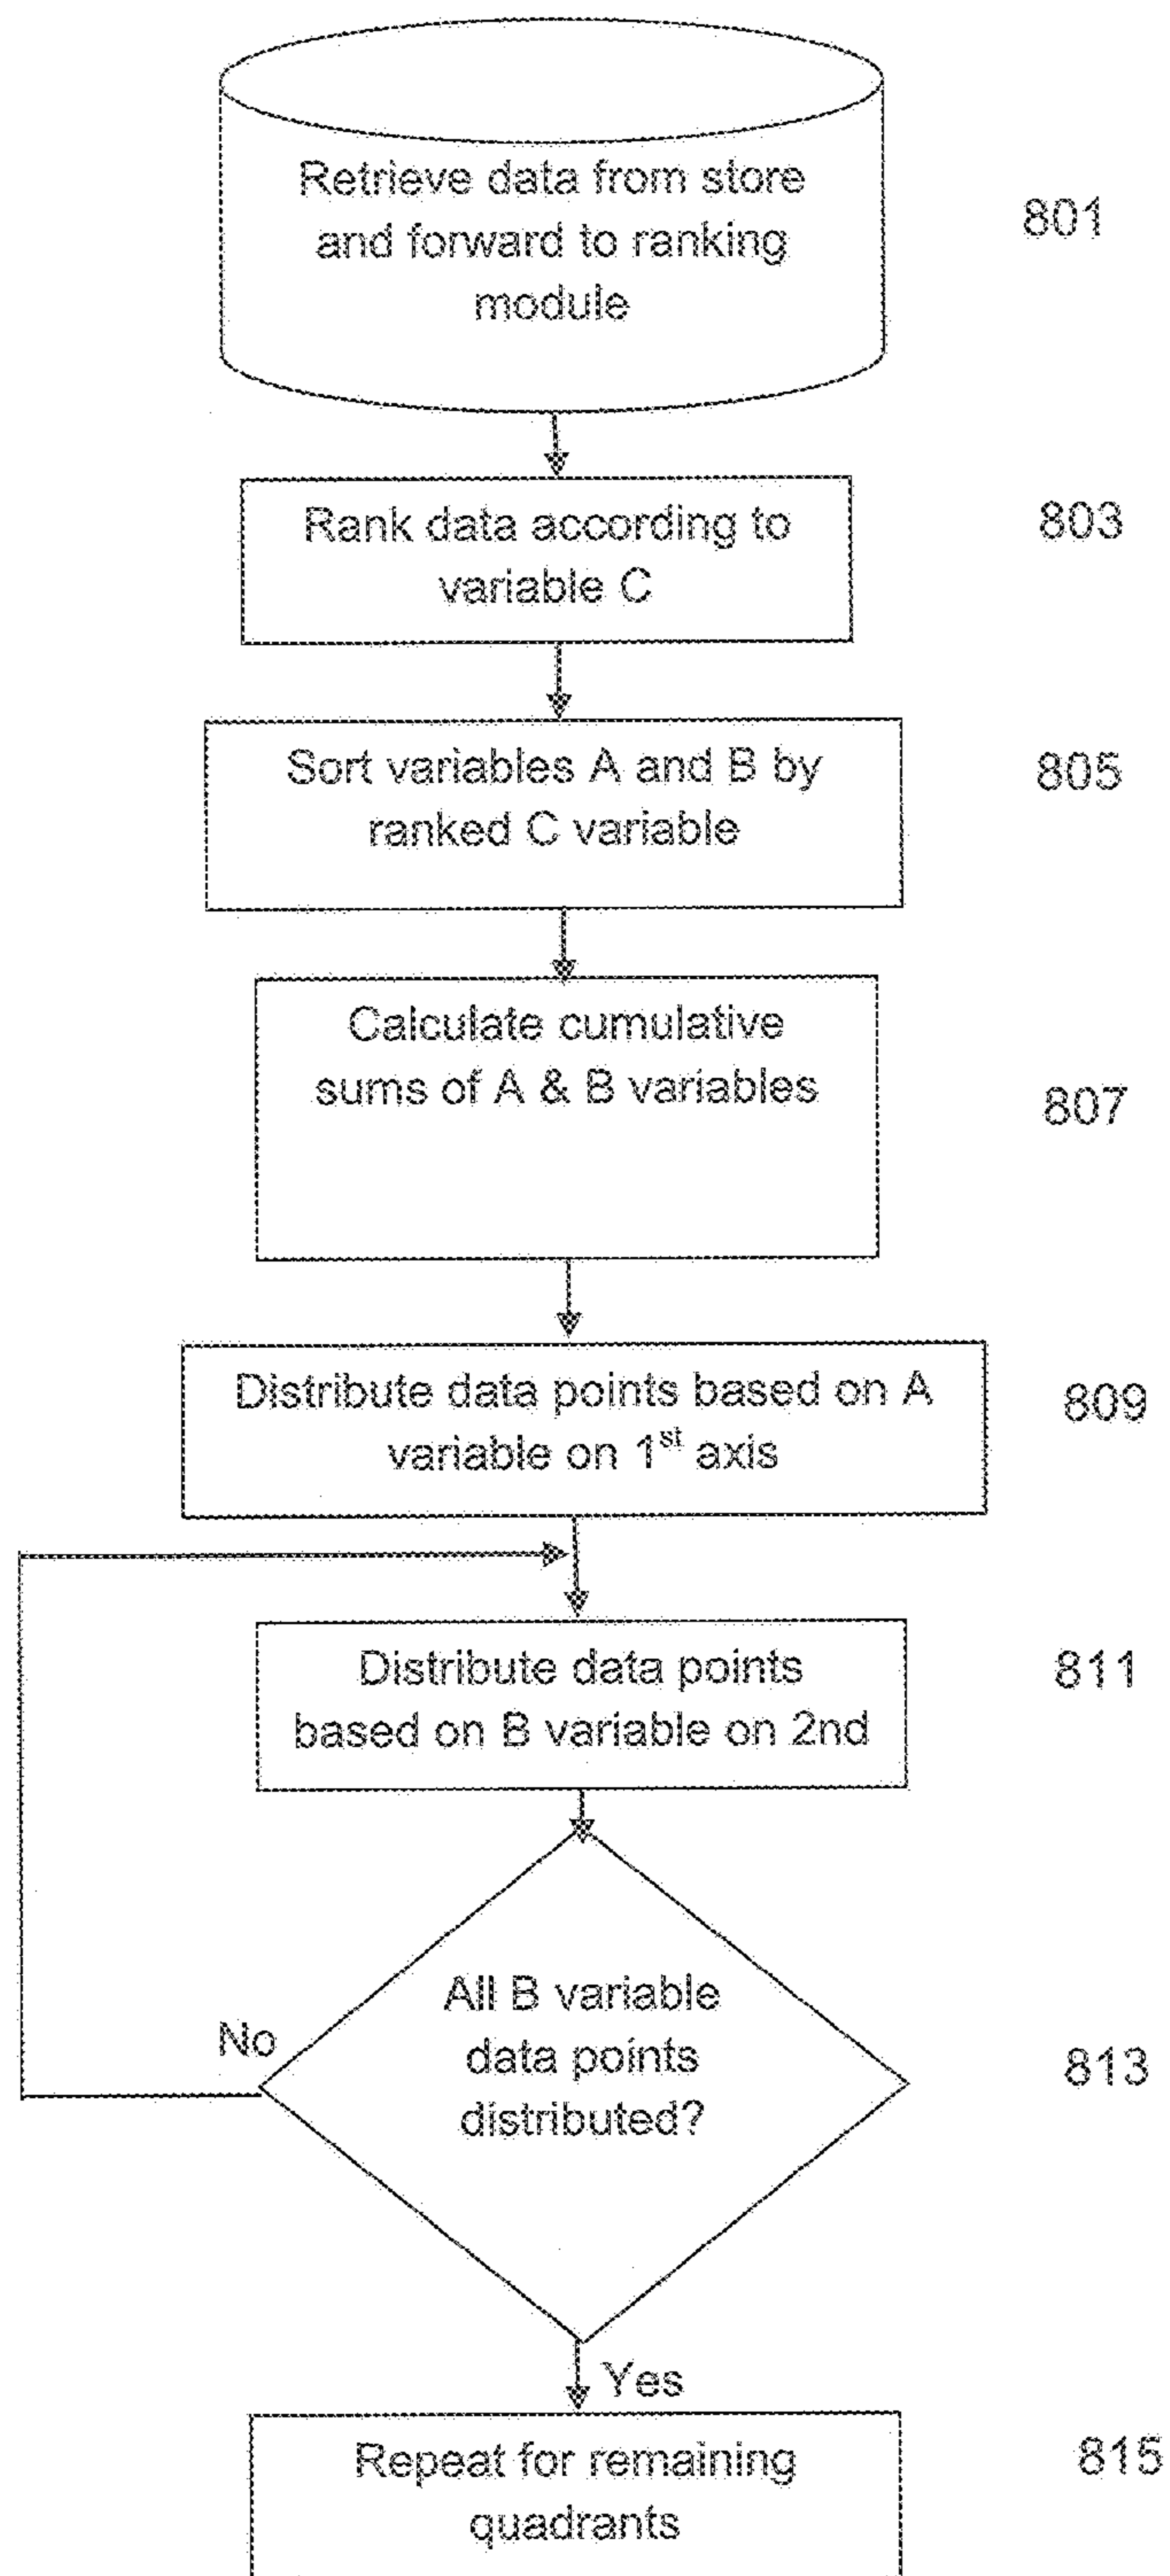 Retrieve data from store
and forward to ranking
module
801
Rank data according to
variable C
803
Sort variables A and B by
ranked C variable
805
Calculate cumulative
sums of A & B variables
807
Distribute data points based on A
variable on 1st axis
809
Distribute data points
based on B variable on 2nd
811
All B variable
data points
distributed?
813
No
Yes
Repeat for remaining
quadrants
815